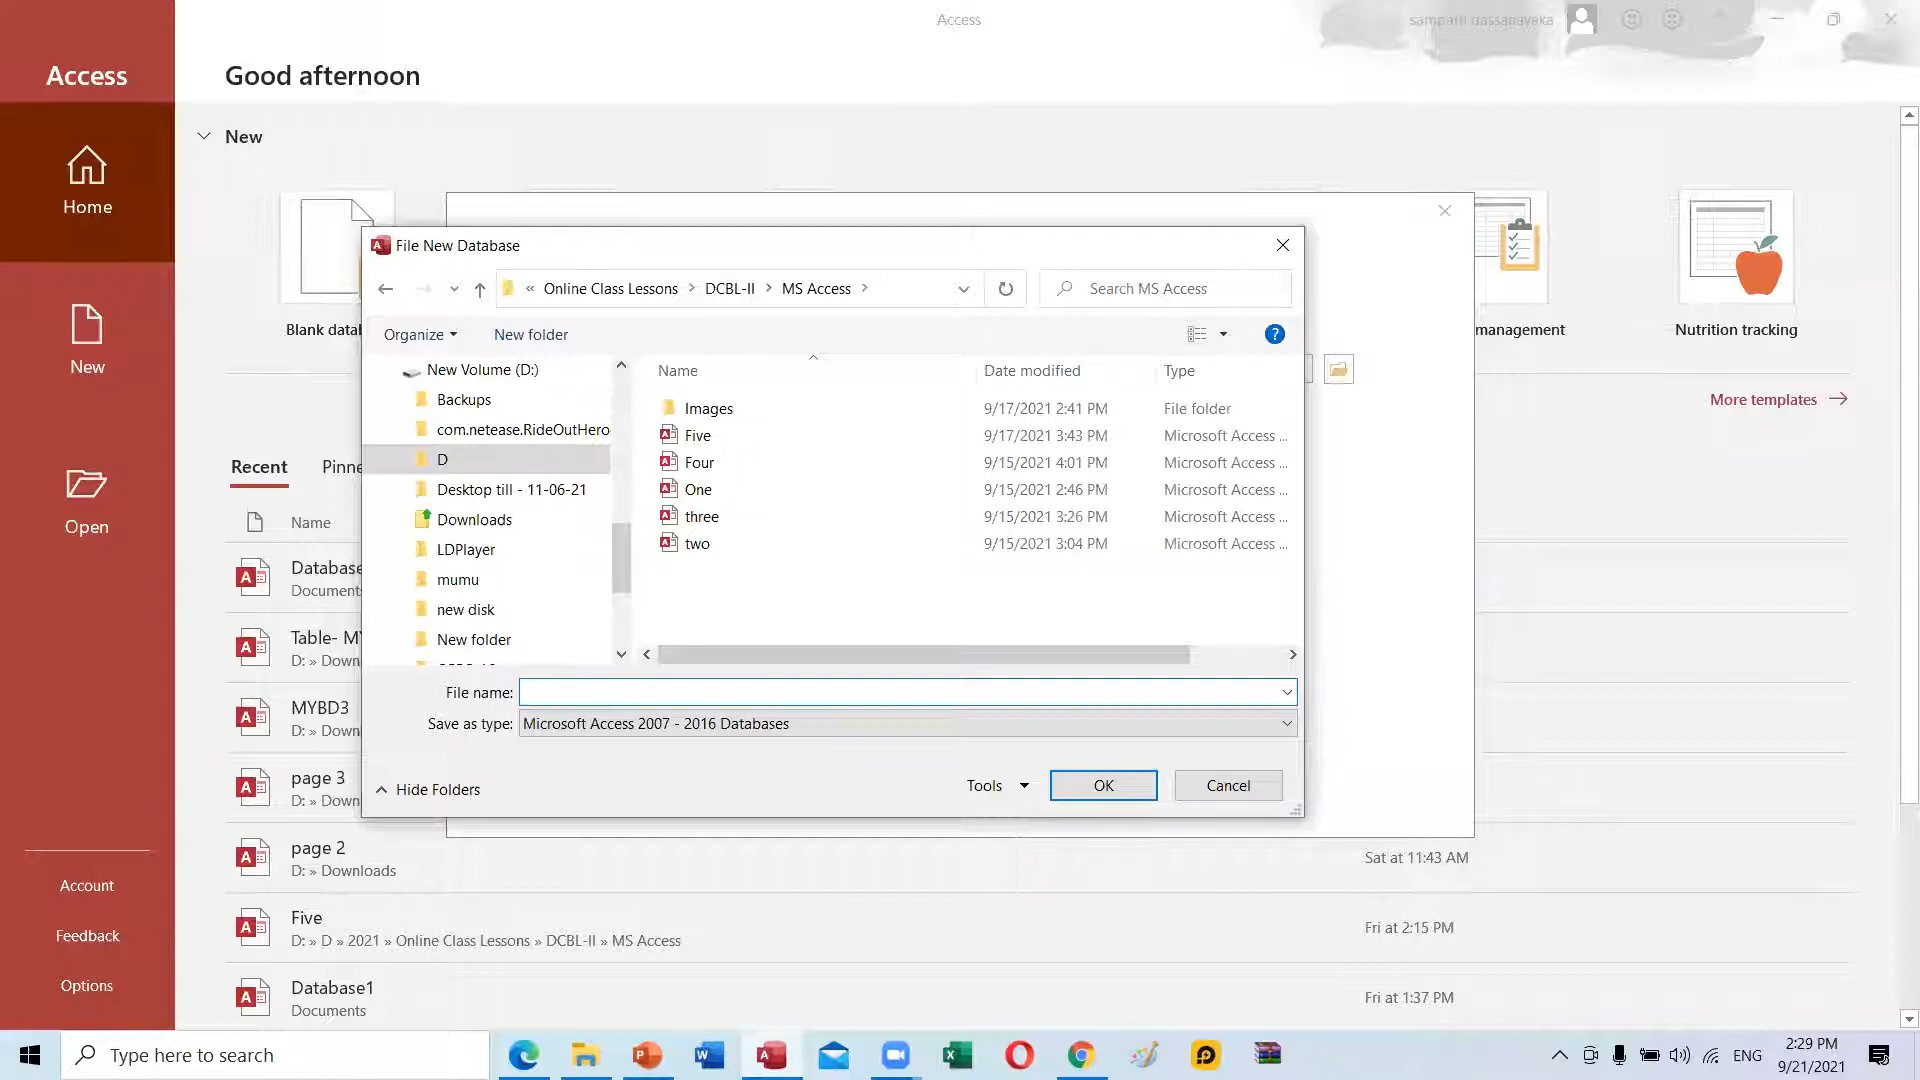 Access
sampath dassanayaka
Access
Good afternoon
Home
New
Open
Account
Feedback
Options
New
Blank datab
management
Nutrition tracking
More templates
Recent
Pinne
Name
Database
Document
Table- MY
D: » Down
MYBD3
D: » Down
page 3
D: » Down
page 2
D: » Downloads
Sat at 11:43 AM
Five
D: » D » 2021 » Online Class Lessons » DCBL-II » MS Access
Fri at 2:15 PM
Database1
Documents
Fri at 1:37 PM
File New Database
« Online Class Lessons > DCBL-II > MS Access >
Search MS Access
Organize
New folder
New Volume (D:)
Backups
com.netease.RideOutHero
D
Desktop till - 11-06-21
Downloads
LDPlayer
mumu
new disk
New folder
Name Date modified Type
Images 9/17/2021 2:41 PM File folder
Five 9/17/2021 3:43 PM Microsoft Access ...
Four 9/15/2021 4:01 PM Microsoft Access ...
One 9/15/2021 2:46 PM Microsoft Access ...
three 9/15/2021 3:26 PM Microsoft Access ...
two 9/15/2021 3:04 PM Microsoft Access ...
File name:
Save as type: Microsoft Access 2007 - 2016 Databases
Hide Folders
Tools
OK
Cancel
Type here to search
ENG
2:29 PM
9/21/2021